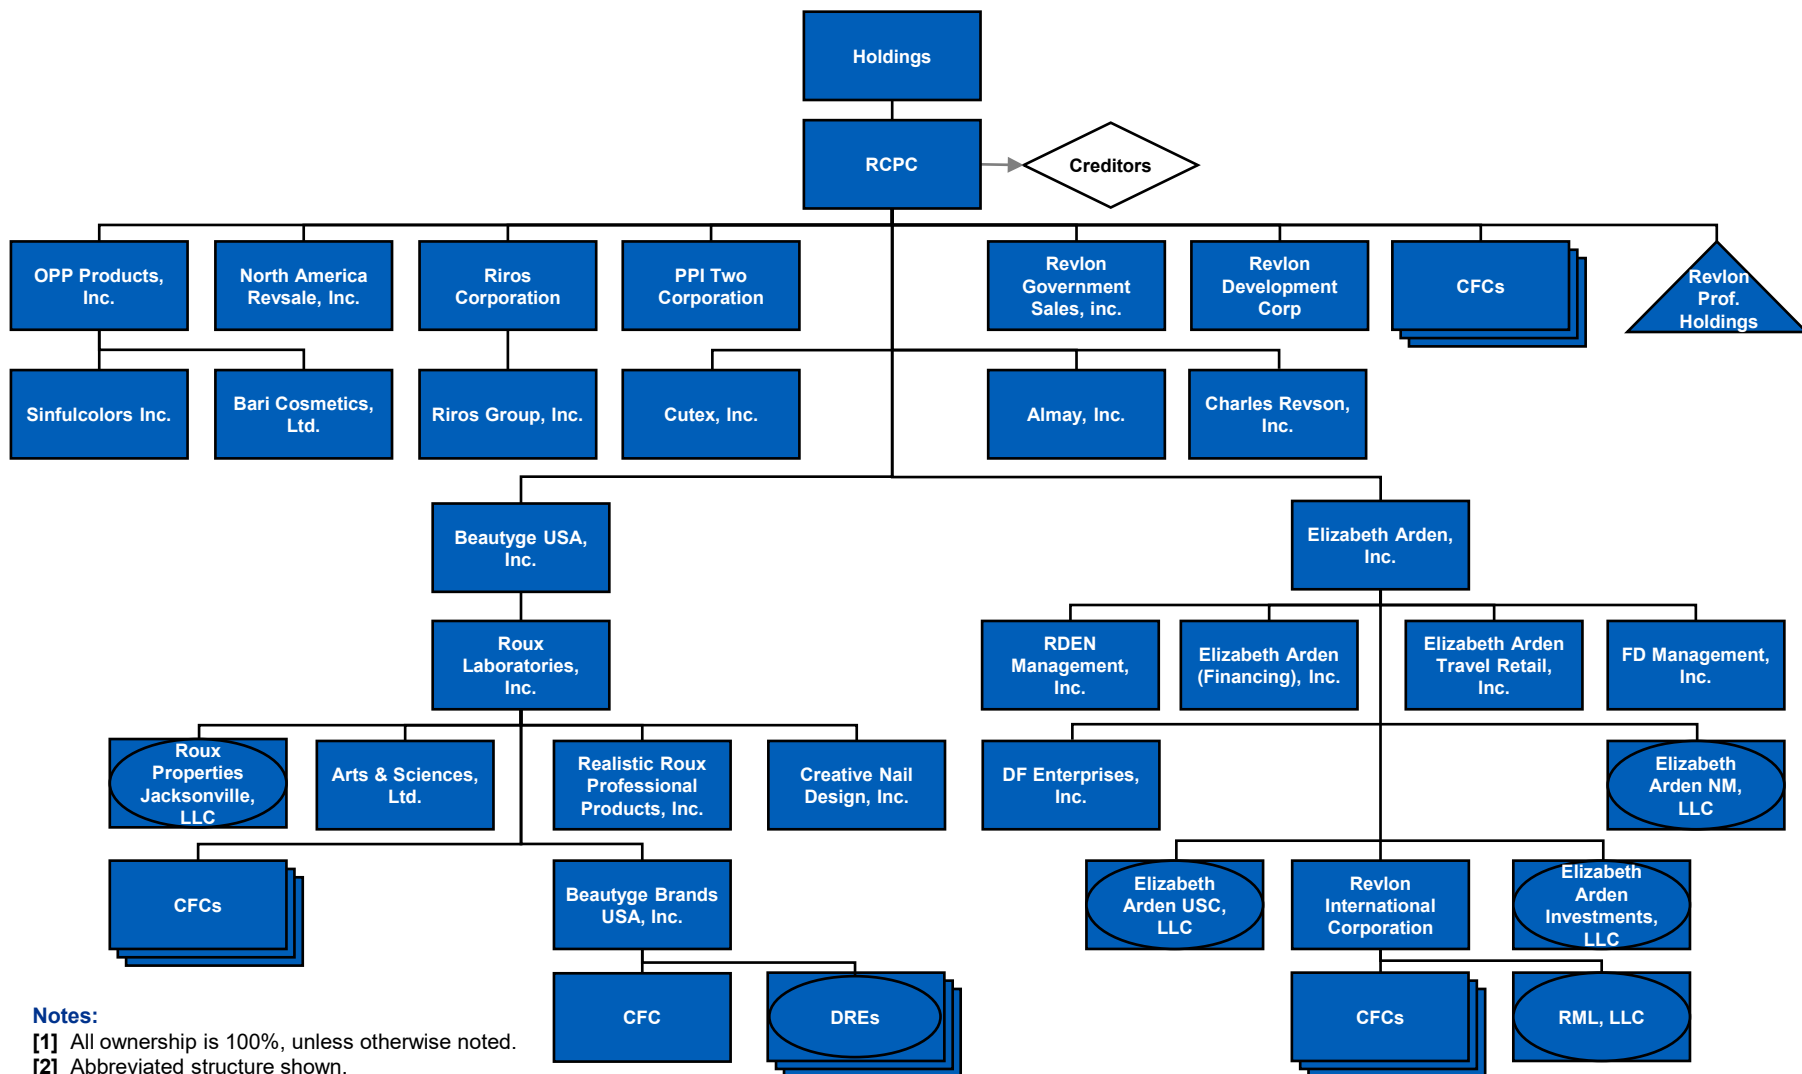 Holdings
RCPC
Creditors
OPP Products,
Inc.
North America
Revsale, Inc.
Riros
Corporation
PPI Two
Corporation
Revlon
Government
Sales, inc.
Revlon
Development
Corp
CFCs
Revlon
Prof.
Holdings
Sinfulcolors Inc.
Bari Cosmetics,
Ltd.
Riros Group, Inc.
Cutex, Inc.
Almay, Inc.
Charles Revson,
Inc.
Beautyge USA,
Inc.
Elizabeth Arden,
Inc.
Roux
Laboratories,
Inc.
RDEN
Management,
Inc.
Elizabeth Arden
(Financing), Inc.
Elizabeth Arden
Travel Retail,
Inc.
FD Management,
Inc.
Roux
Properties
Jacksonville,
LLC
Arts & Sciences,
Ltd.
Realistic Roux
Professional
Products, Inc.
Creative Nail
Design, Inc.
DF Enterprises,
Inc.
Elizabeth
Arden NM,
LLC
CFCs
Beautyge Brands
USA, Inc.
Elizabeth
Arden USC,
LLC
Revlon
International
Corporation
Elizabeth
Arden
Investments,
LLC
CFC
DREs
CFCs
RML, LLC
Notes:
[1] All ownership is 100%, unless otherwise noted.
[2] Abbreviated structure shown.